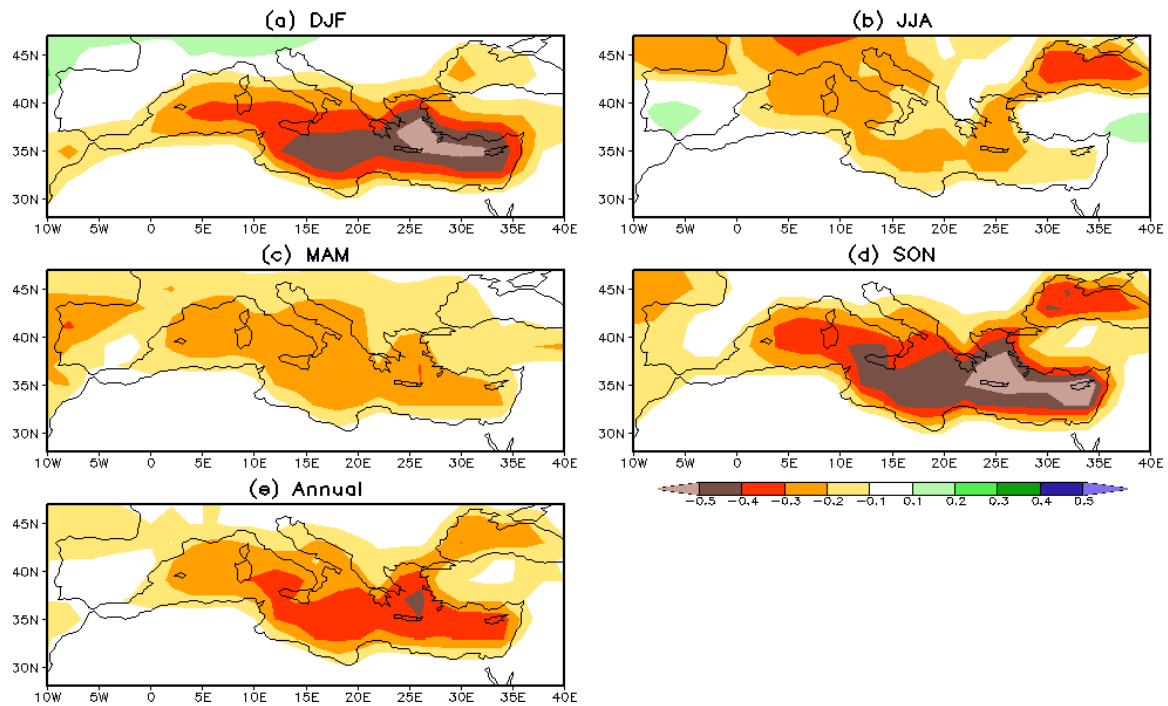 (a) DJF
(b) JJA
45N
40N
35N
30N
10W 5W 0 5E 10E 15E 20E 25E 30E 35E 40E
45N
40N
35N
30N
10W 5W 0 5E 10E 15E 20E 25E 30E 35E 40E
(c) MAM
(d) SON
45N
40N
35N
30N
10W 5W 0 5E 10E 15E 20E 25E 30E 35E 40E
45N
40N
35N
30N
10W 5W 0 5E 10E 15E 20E 25E 30E 35E 40E
(e) Annual
-0.5 -0.4 -0.3 -0.2 -0.1 0.1 0.2 0.3 0.4 0.5
45N
40N
35N
30N
10W 5W 0 5E 10E 15E 20E 25E 30E 35E 40E